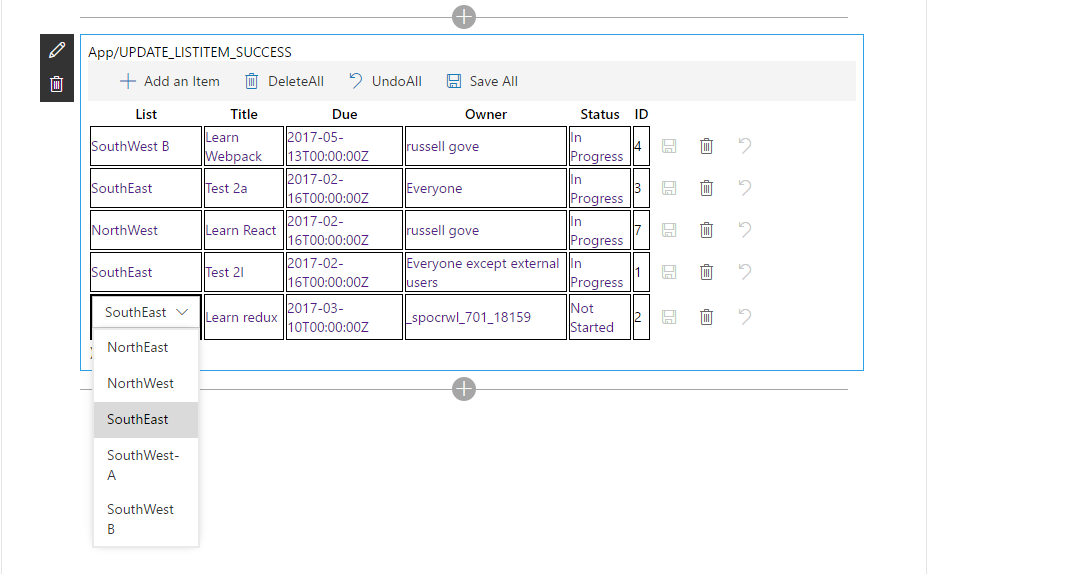 App/UPDATE_LISTITEM_SUCCESS
Add an Item DeleteAll UndoAll Save All
List Title Due Owner Status ID
SouthWest B Learn Webpack 2017-05-13T00:00:00Z russell gove In Progress 4
SouthEast Test 2a 2017-02-16T00:00:00Z Everyone In Progress 3
NorthWest Learn React 2017-02-16T00:00:00Z russell gove In Progress 7
SouthEast Test 2l 2017-02-16T00:00:00Z Everyone except external users In Progress 1
SouthEast Learn redux 2017-03-10T00:00:00Z _spocrwl_701_18159 Not Started 2
NorthEast
NorthWest
SouthEast
SouthWest-
A
SouthWest
B